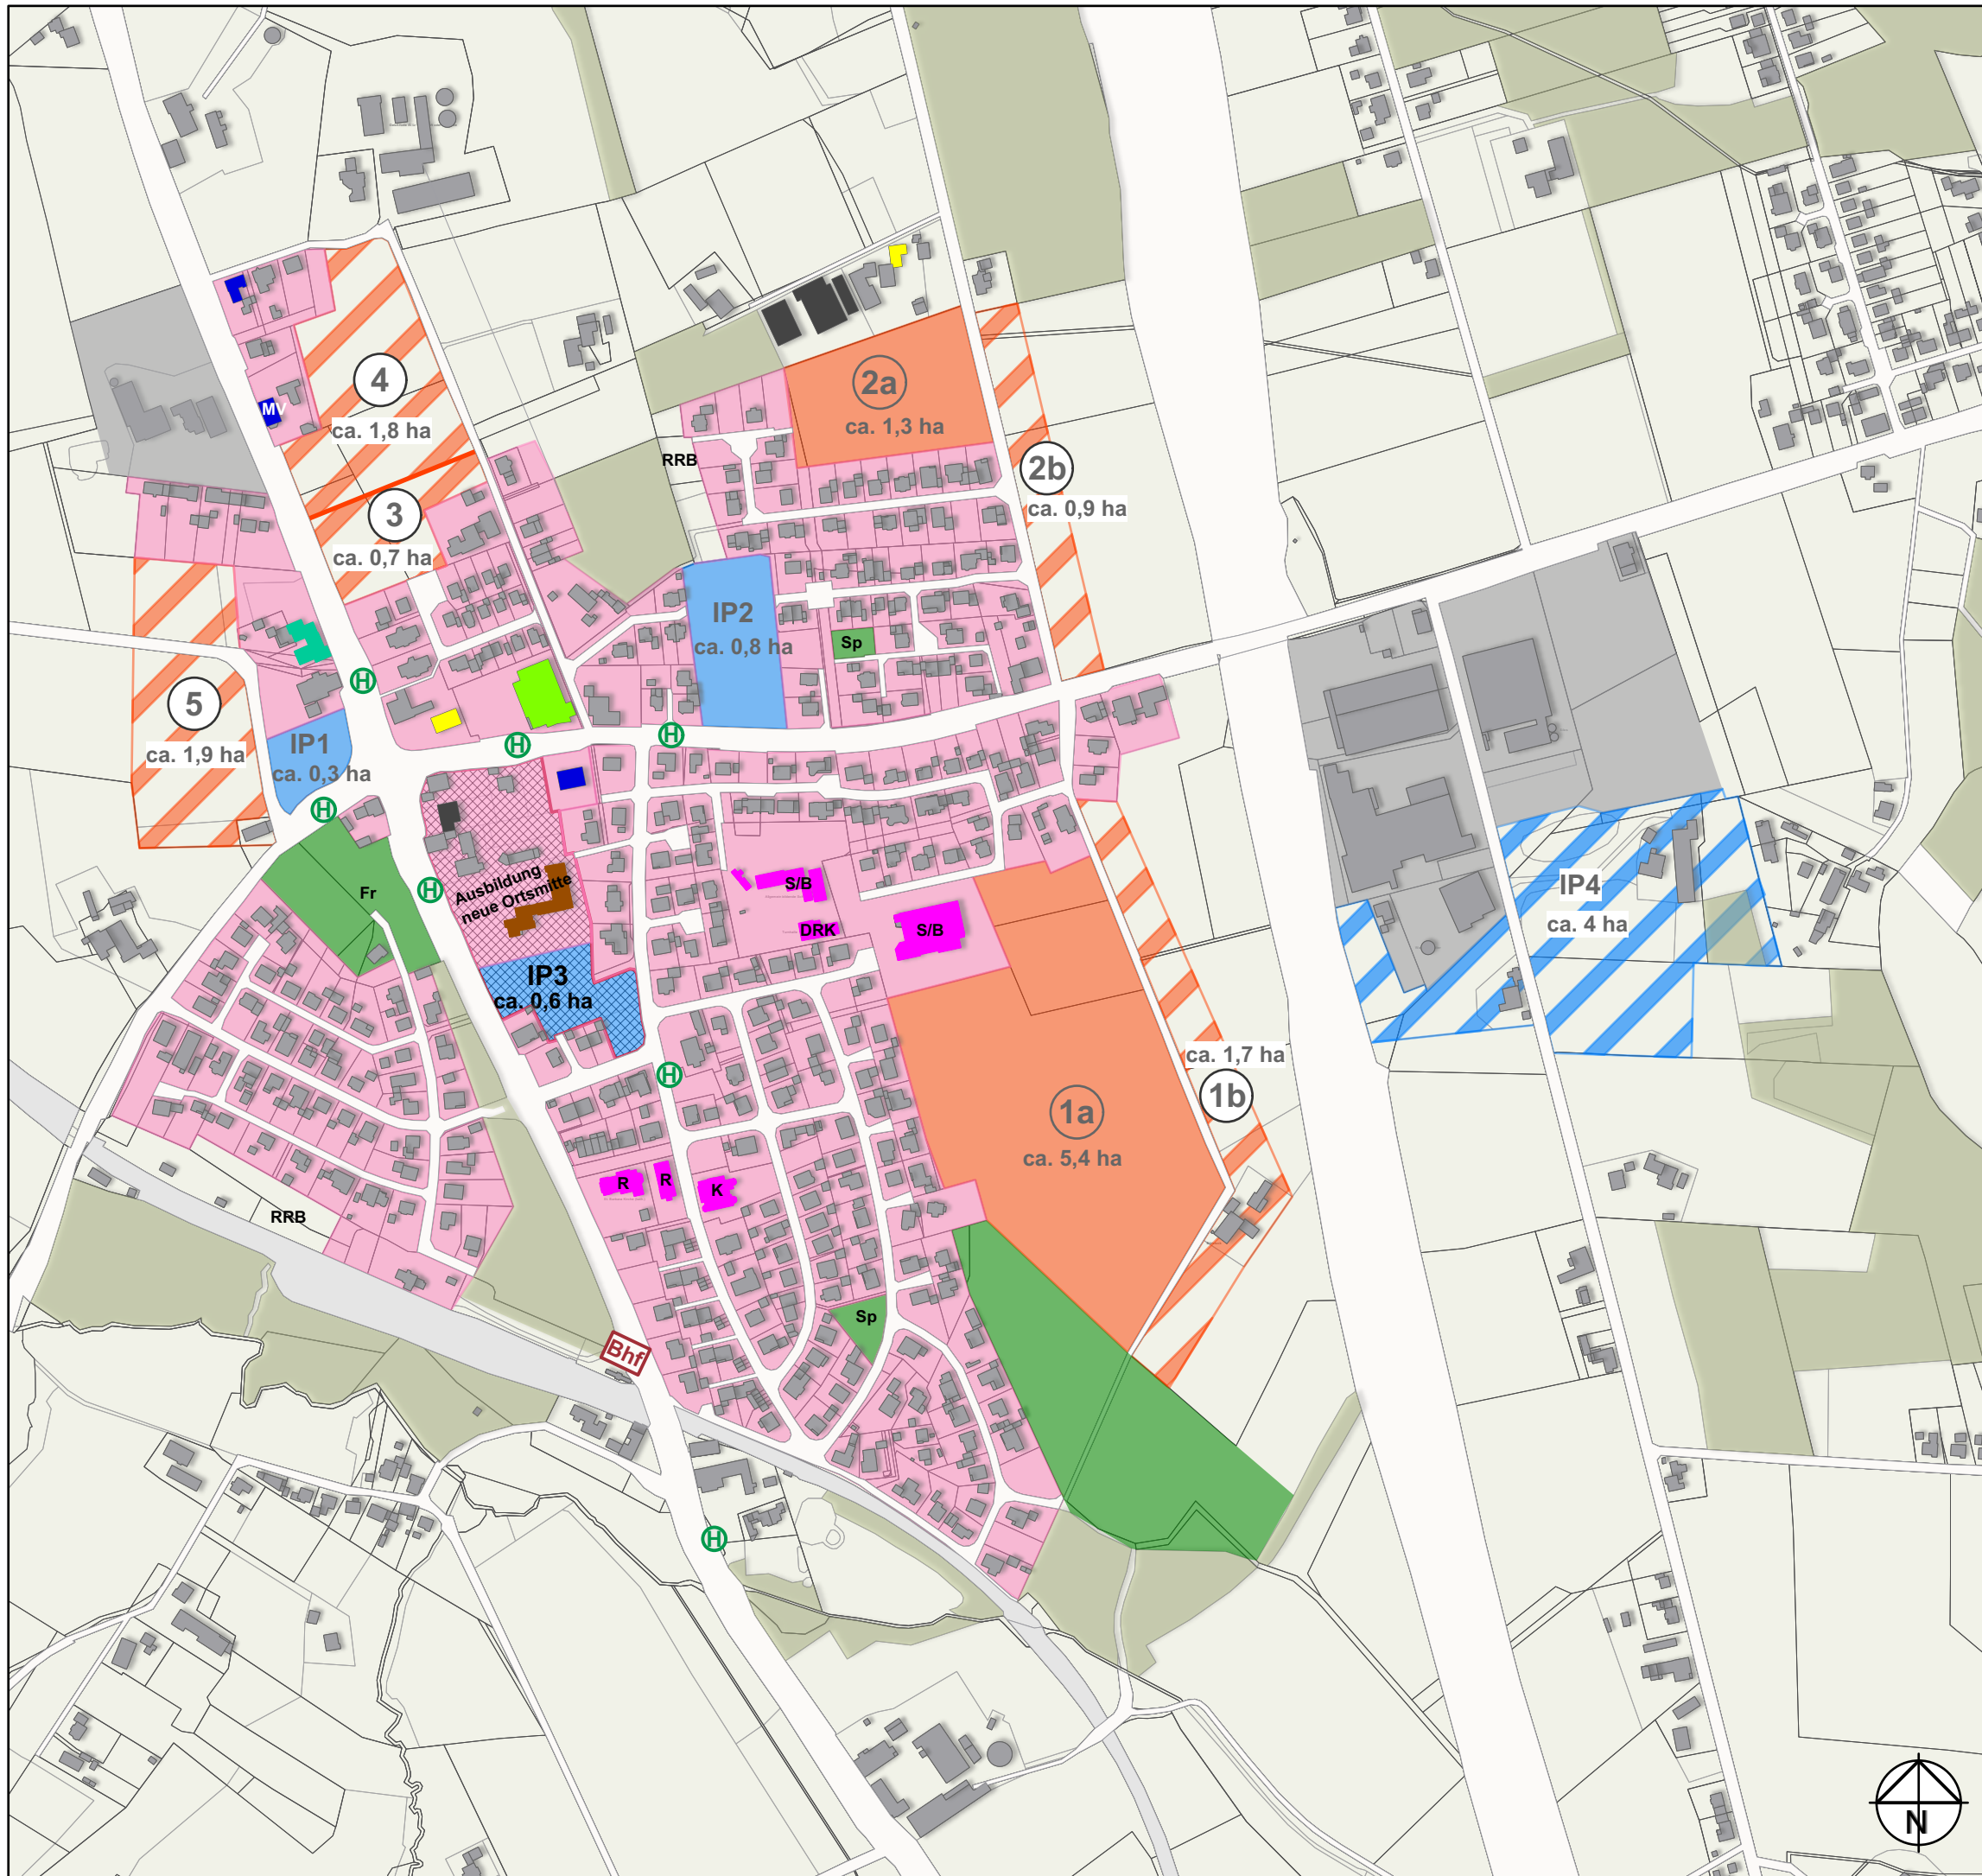 4
ca. 1,8 ha
MV
2a
ca. 1,3 ha
RRB
2b
ca. 0,9 ha
3
ca. 0,7 ha
IP2
ca. 0,8 ha
Sp
H
5
ca. 1,9 ha
IP1
ca. 0,3 ha
H
H
H
H
Fr
Ausbildung
neue Ortsmitte
S/B
DRK
S/B
IP4
ca. 4 ha
IP3
ca. 0,6 ha
H
ca. 1,7 ha
1b
1a
ca. 5,4 ha
R
R
K
RRB
Sp
Bhf
H
N